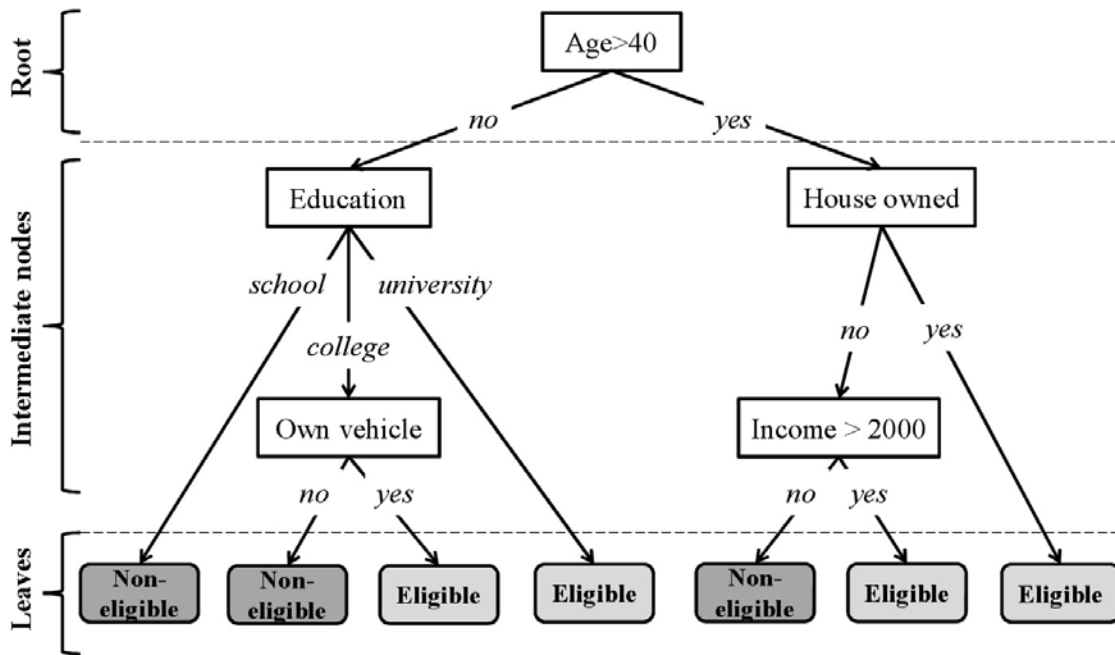 Root
Age>40
no
yes
Intermediate nodes
Education
House owned
school
university
college
no
yes
Own vehicle
Income > 2000
no
yes
no
yes
Leaves
Non-
eligible
Non-
eligible
Eligible
Eligible
Non-
eligible
Eligible
Eligible